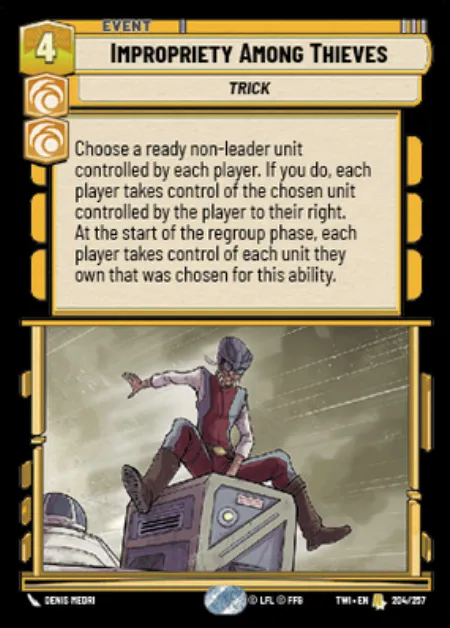 EVENT
4
IMPROPRIETY AMONG THIEVES
TRICK
Choose a ready non-leader unit
controlled by each player. If you do, each
player takes control of the chosen unit
controlled by the player to their right.
At the start of the regroup phase, each
player takes control of each unit they
own that was chosen for this ability.
DENIS MEDRI
© LFL © FFG
TWI • EN
204/257